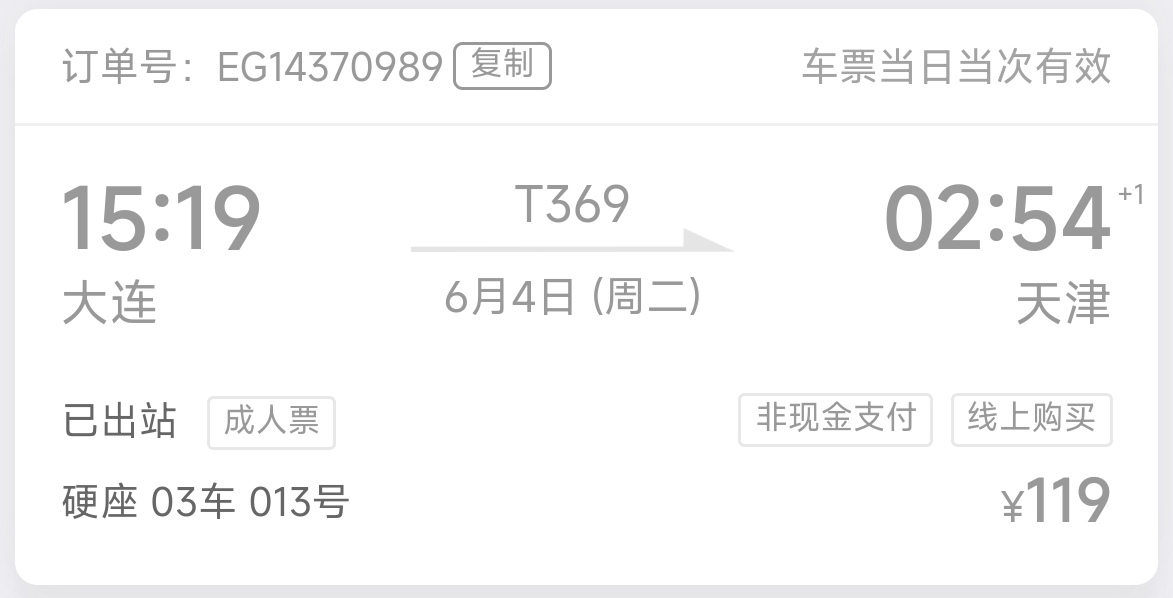 订单号：EG14370989 复制 车票当日当次有效
15:19 T369 02:54 +1
大连 6月4日 (周二) 天津
已出站 成人票 非现金支付 线上购买
硬座 03车 013号 ¥119